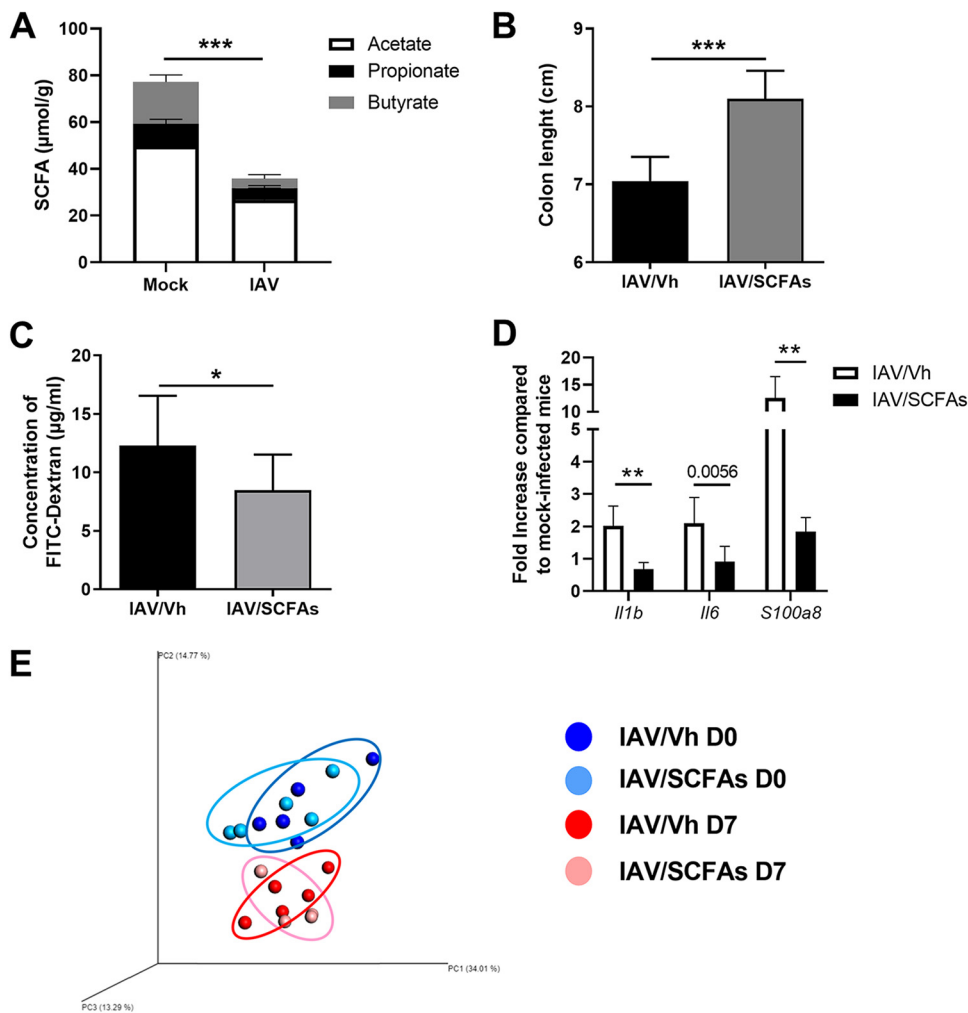 A
SCFA (µmol/g)
100
80
60
40
20
0
***
Mock
IAV
Acetate
Propionate
Butyrate
B
Colon lenght (cm)
9
8
7
6
***
IAV/Vh
IAV/SCFAs
C
Concentration of
FITC-Dextran (µg/ml)
20
15
10
5
0
*
IAV/Vh
IAV/SCFAs
D
Fold Increase compared
to mock-infected mice
20
15
10
5
4
3
2
1
0
**
0.0056
**
Il1b
Il6
S100a8
IAV/Vh
IAV/SCFAs
E
PC2 (14.77 %)
PC1 (34.01 %)
PC3 (13.29 %)
IAV/Vh D0
IAV/SCFAs D0
IAV/Vh D7
IAV/SCFAs D7